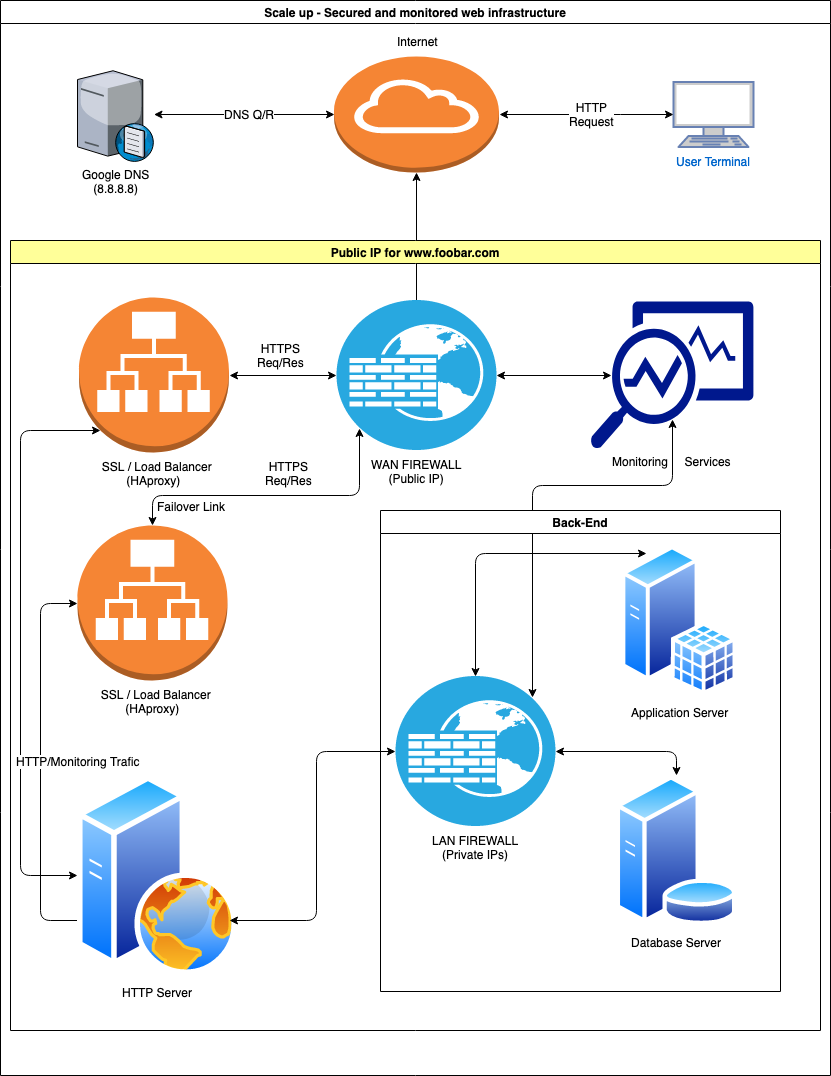 Scale up - Secured and monitored web infrastructure
Internet
DNS Q/R
HTTP
Request
Google DNS
(8.8.8.8)
User Terminal
Public IP for www.foobar.com
HTTPS
Req/Res
SSL / Load Balancer
(HAproxy)
WAN FIREWALL
(Public IP)
Monitoring Services
HTTPS
Req/Res
Failover Link
Back-End
SSL / Load Balancer
(HAproxy)
Application Server
HTTP/Monitoring Trafic
LAN FIREWALL
(Private IPs)
Database Server
HTTP Server